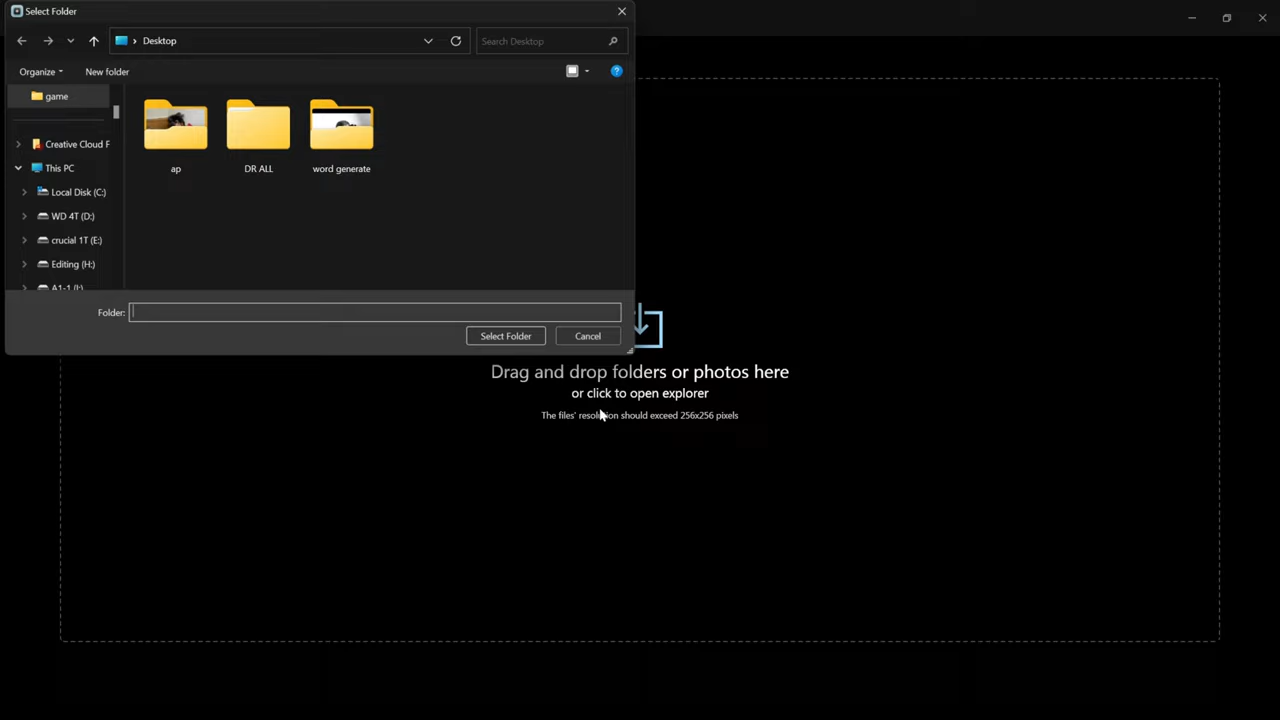 Select Folder
Desktop
Search Desktop
Organize
New folder
game
ap
DR ALL
word generate
Creative Cloud F
This PC
Local Disk (C:)
WD 4T (D:)
crucial 1T (E:)
Editing (H:)
A1-1 (I:)
Folder:
Select Folder
Cancel
Drag and drop folders or photos here
or click to open explorer
The files' resolution should exceed 256x256 pixels